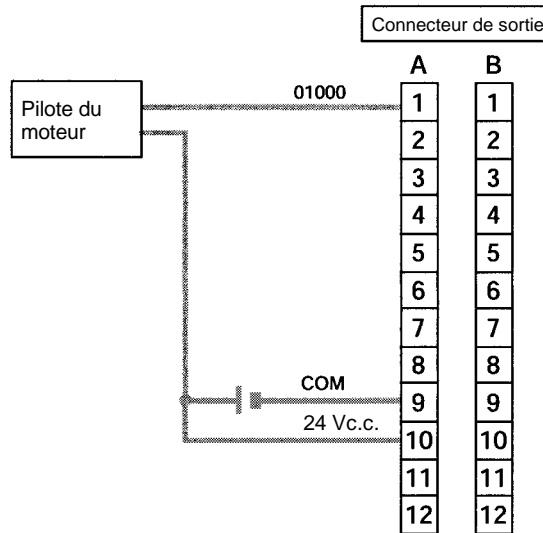 Connecteur de sortie
A B
01000
Pilote du
moteur
1 1
2 2
3 3
4 4
5 5
6 6
7 7
8 8
COM
9 9
24 Vc.c.
10 10
11 11
12 12